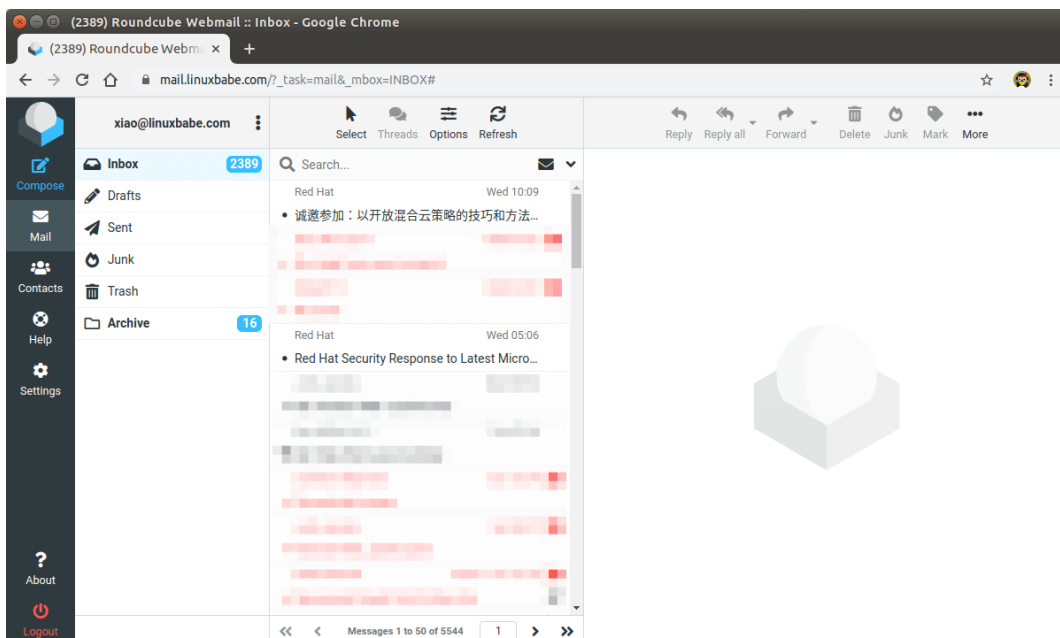 (2389) Roundcube Webmail :: Inbox - Google Chrome
(2389) Roundcube Webma
mail.linuxbabe.com/?_task=mail&_mbox=INBOX#
xiao@linuxbabe.com
Select Threads Options Refresh
Reply Reply all Forward Delete Junk Mark More
Compose
Mail
Contacts
Help
Settings
About
Logout
Inbox 2389
Drafts
Sent
Junk
Trash
Archive 16
Search...
Red Hat Wed 10:09
• 诚邀参加：以开放混合云策略的技巧和方法...
Red Hat Wed 05:06
• Red Hat Security Response to Latest Micro...
Messages 1 to 50 of 5544 1